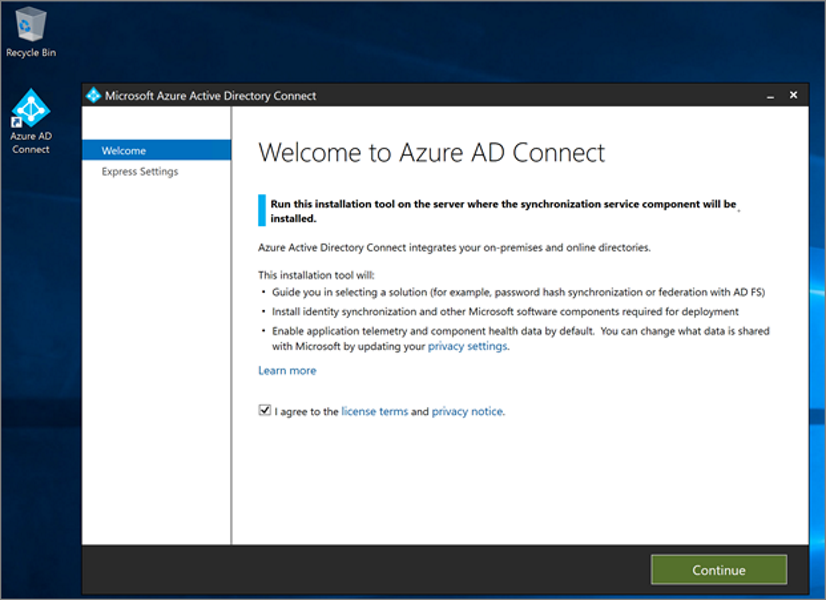 Recycle Bin
Azure AD
Connect
Microsoft Azure Active Directory Connect
Welcome
Express Settings
Welcome to Azure AD Connect
Run this installation tool on the server where the synchronization service component will be
installed.
Azure Active Directory Connect integrates your on-premises and online directories.
This installation tool will:
• Guide you in selecting a solution (for example, password hash synchronization or federation with AD FS)
• Install identity synchronization and other Microsoft software components required for deployment
• Enable application telemetry and component health data by default. You can change what data is shared
with Microsoft by updating your privacy settings.
Learn more
I agree to the license terms and privacy notice.
Continue